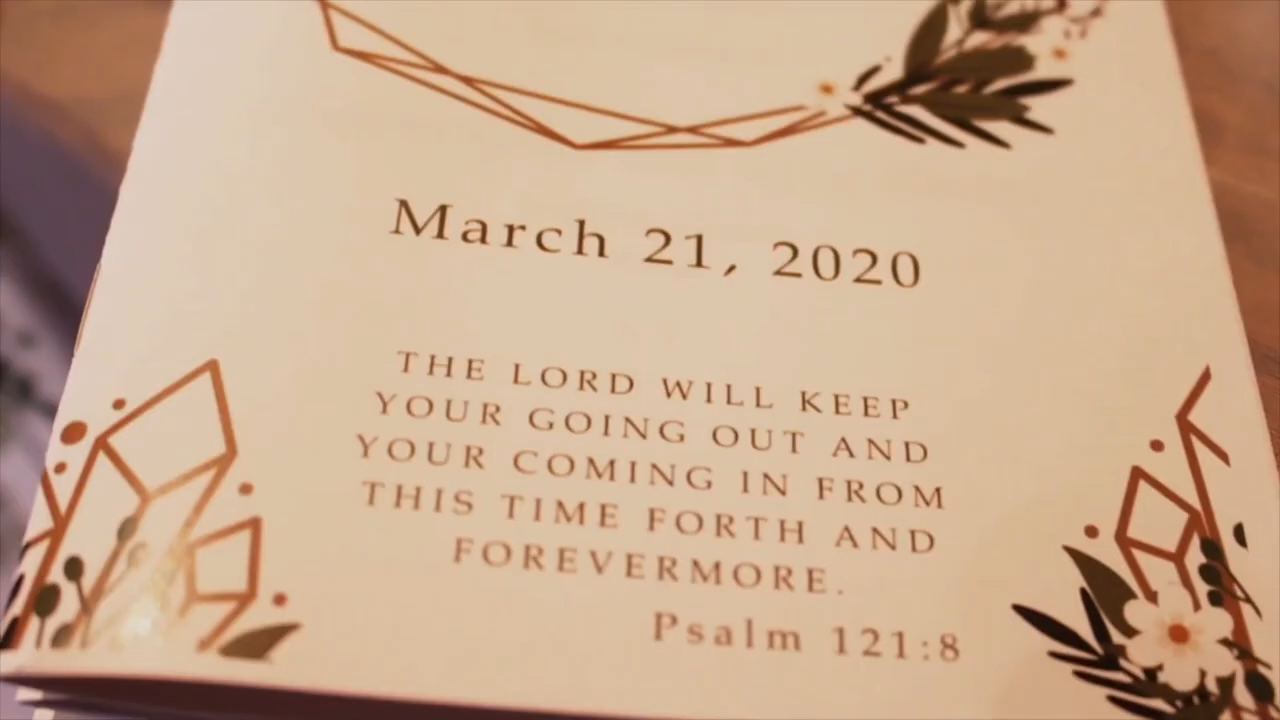 March 21, 2020
THE LORD WILL KEEP
YOUR GOING OUT AND
YOUR COMING IN FROM
THIS TIME FORTH AND
FOREVERMORE.
Psalm 121:8